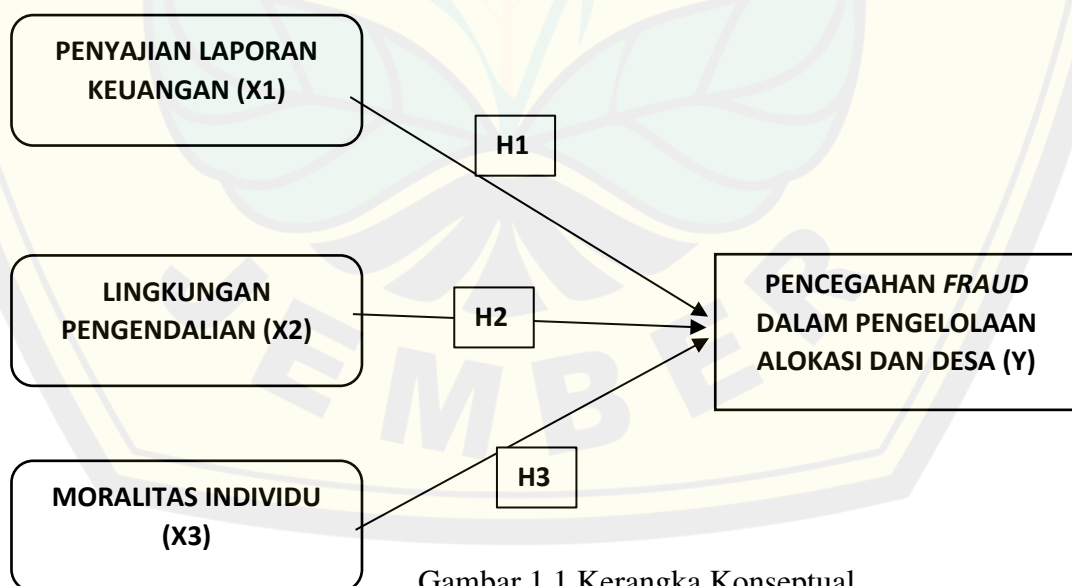 PENYAJIAN LAPORAN
KEUANGAN (X1)
H1
LINGKUNGAN
PENGENDALIAN (X2)
H2
PENCEGAHAN FRAUD
DALAM PENGELOLAAN
ALOKASI DAN DESA (Y)
MORALITAS INDIVIDU
(X3)
H3
JEMBER
Gambar 1.1 Kerangka Konseptual